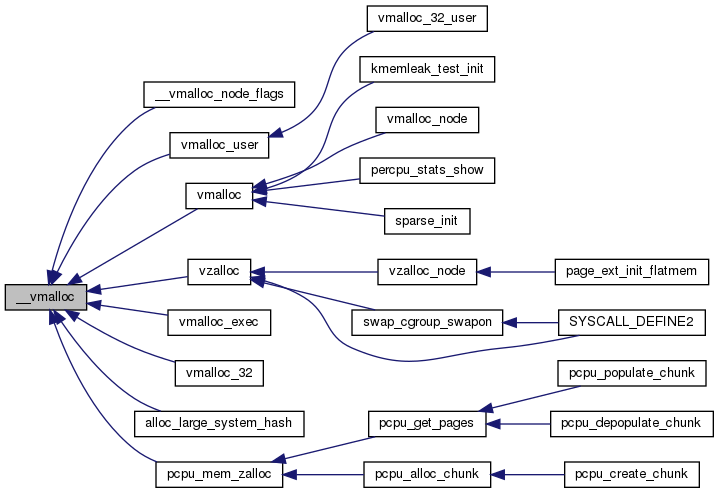 vmalloc_32_user
kmemleak_test_init
__vmalloc_node_flags
vmalloc_node
vmalloc_user
percpu_stats_show
vmalloc
sparse_init
vzalloc
vzalloc_node
page_ext_init_flatmem
__vmalloc
vmalloc_exec
swap_cgroup_swapon
SYSCALL_DEFINE2
vmalloc_32
pcpu_populate_chunk
alloc_large_system_hash
pcpu_get_pages
pcpu_depopulate_chunk
pcpu_mem_zalloc
pcpu_alloc_chunk
pcpu_create_chunk